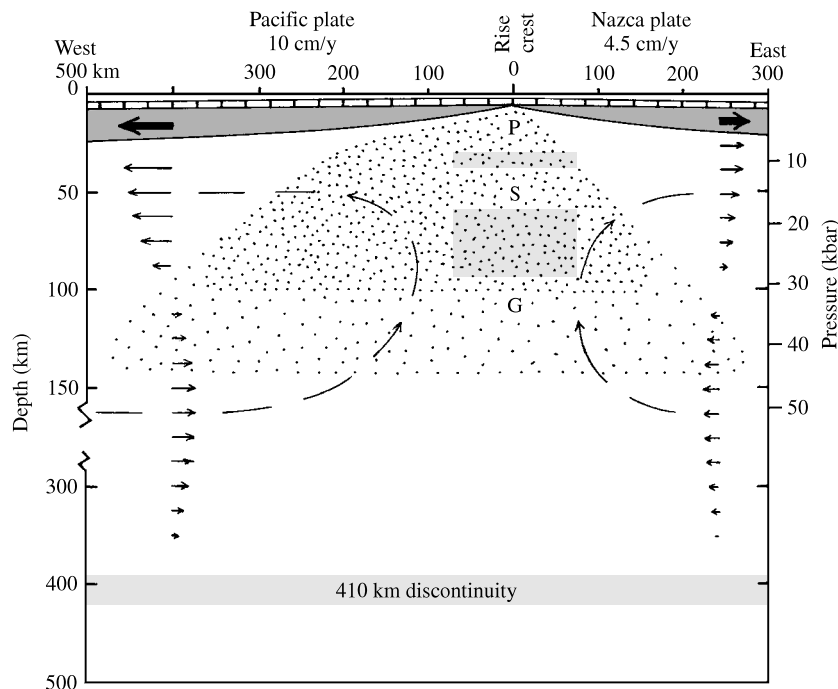 Pacific plate
10 cm/y
Rise
crest
Nazca plate
4.5 cm/y
West
East
500 km 300 200 100 0 100 200 300
0
P
10
50
S
20
100
30
G
40
150
50
300
400
410 km discontinuity
500
Depth (km)
Pressure (kbar)